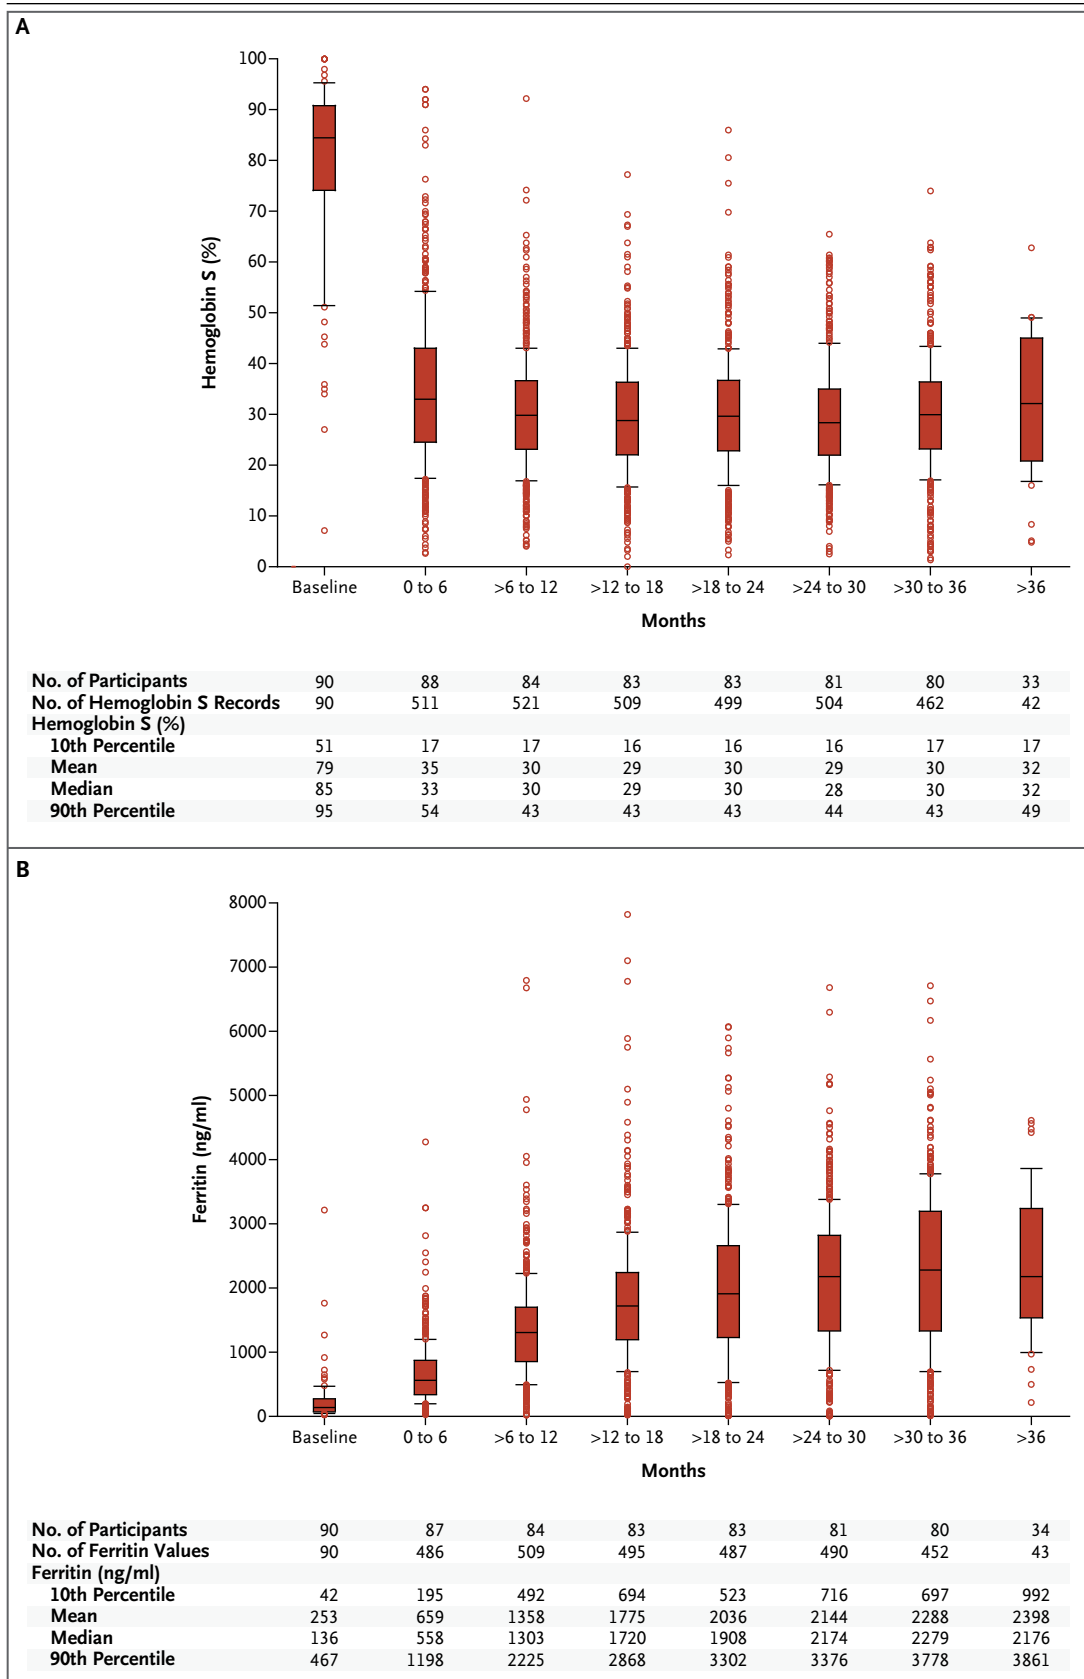 A
100
90
80
70
60
50
40
30
20
10
0
Hemoglobin S (%)
Baseline 0 to 6 >6 to 12 >12 to 18 >18 to 24 >24 to 30 >30 to 36 >36
Months
No. of Participants 90 88 84 83 83 81 80 33
No. of Hemoglobin S Records 90 511 521 509 499 504 462 42
Hemoglobin S (%)
10th Percentile 51 17 17 16 16 16 17 17
Mean 79 35 30 29 30 29 30 32
Median 85 33 30 29 30 28 30 32
90th Percentile 95 54 43 43 43 44 43 49
B
8000
7000
6000
5000
4000
3000
2000
1000
0
Ferritin (ng/ml)
Baseline 0 to 6 >6 to 12 >12 to 18 >18 to 24 >24 to 30 >30 to 36 >36
Months
No. of Participants 90 87 84 83 83 81 80 34
No. of Ferritin Values 90 486 509 495 487 490 452 43
Ferritin (ng/ml)
10th Percentile 42 195 492 694 523 716 697 992
Mean 253 659 1358 1775 2036 2144 2288 2398
Median 136 558 1303 1720 1908 2174 2279 2176
90th Percentile 467 1198 2225 2868 3302 3376 3778 3861